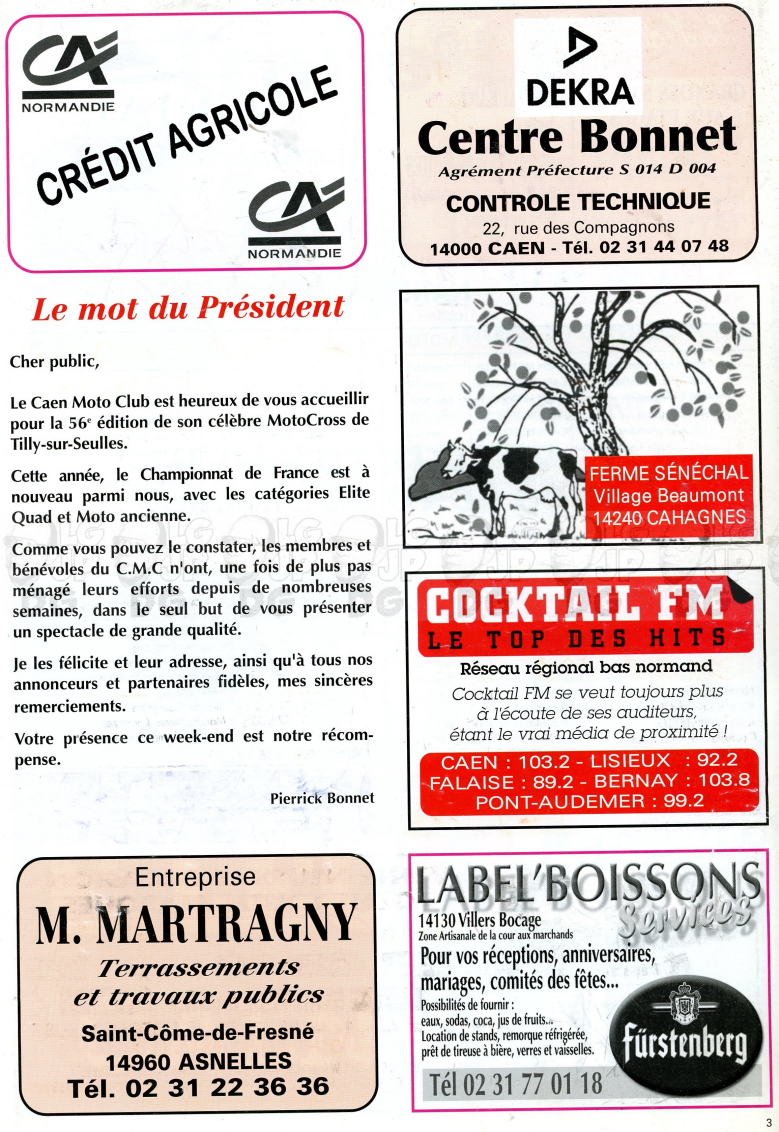 CA
NORMANDIE
CRÉDIT AGRICOLE
CA
NORMANDIE
DEKRA
Centre Bonnet
Agrément Préfecture S 014 D 004
CONTROLE TECHNIQUE
22, rue des Compagnons
14000 CAEN - Tél. 02 31 44 07 48
Le mot du Président
Cher public,
Le Caen Moto Club est heureux de vous accueillir
pour la 56e édition de son célèbre MotoCross de
Tilly-sur-Seulles.
Cette année, le Championnat de France est à
nouveau parmi nous, avec les catégories Elite
Quad et Moto ancienne.
Comme vous pouvez le constater, les membres et
bénévoles du C.M.C n'ont, une fois de plus pas
ménagé leurs efforts depuis de nombreuses
semaines, dans le seul but de vous présenter
un spectacle de grande qualité.
Je les félicite et leur adresse, ainsi qu'à tous nos
annonceurs et partenaires fidèles, mes sincères
remerciements.
Votre présence ce week-end est notre récom-
pense.
Pierrick Bonnet
FERME SÉNÉCHAL
Village Beaumont
14240 CAHAGNES
COCKTAIL FM
LE TOP DES HITS
Réseau régional bas normand
Cocktail FM se veut toujours plus
à l'écoute de ses auditeurs,
étant le vrai média de proximité !
CAEN : 103.2 - LISIEUX : 92.2
FALAISE : 89.2 - BERNAY : 103.8
PONT-AUDEMER : 99.2
Entreprise
M. MARTRAGNY
Terrassements
et travaux publics
Saint-Côme-de-Fresné
14960 ASNELLES
Tél. 02 31 22 36 36
LABEL'BOISSONS
Services
14130 Villers Bocage
Zone Artisanale de la cour aux marchands
Pour vos réceptions, anniversaires,
mariages, comités des fêtes...
Possibilités de fournir :
eaux, sodas, coca, jus de fruits...
Location de stands, remorque réfrigérée,
prêt de tireuse à bière, verres et vaisselles.
Fürstenberg
Tél 02 31 77 01 18
3